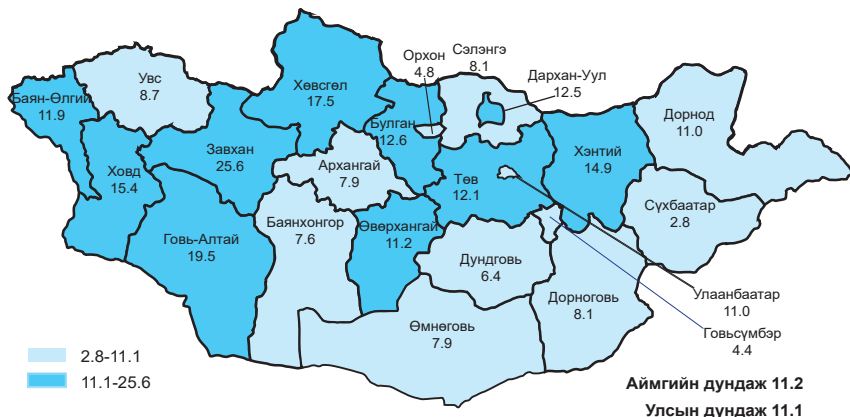 Орхон
4.8
Сэлэнгэ
8.1
Увс
8.7
Хөвсгөл
17.5
Дархан-Уул
12.5
Баян-Өлгий
11.9
Дорнод
11.0
Булган
12.6
Завхан
25.6
Хэнтий
14.9
Архангай
7.9
Ховд
15.4
Төв
12.1
Сүхбаатар
2.8
Баянхонгор
7.6
Өвөрхангай
11.2
Говь-Алтай
19.5
Дундговь
6.4
Улаанбаатар
11.0
Дорноговь
8.1
Өмнөговь
7.9
Говьсүмбэр
4.4
2.8-11.1
11.1-25.6
Аймгийн дундаж 11.2
Улсын дундаж 11.1